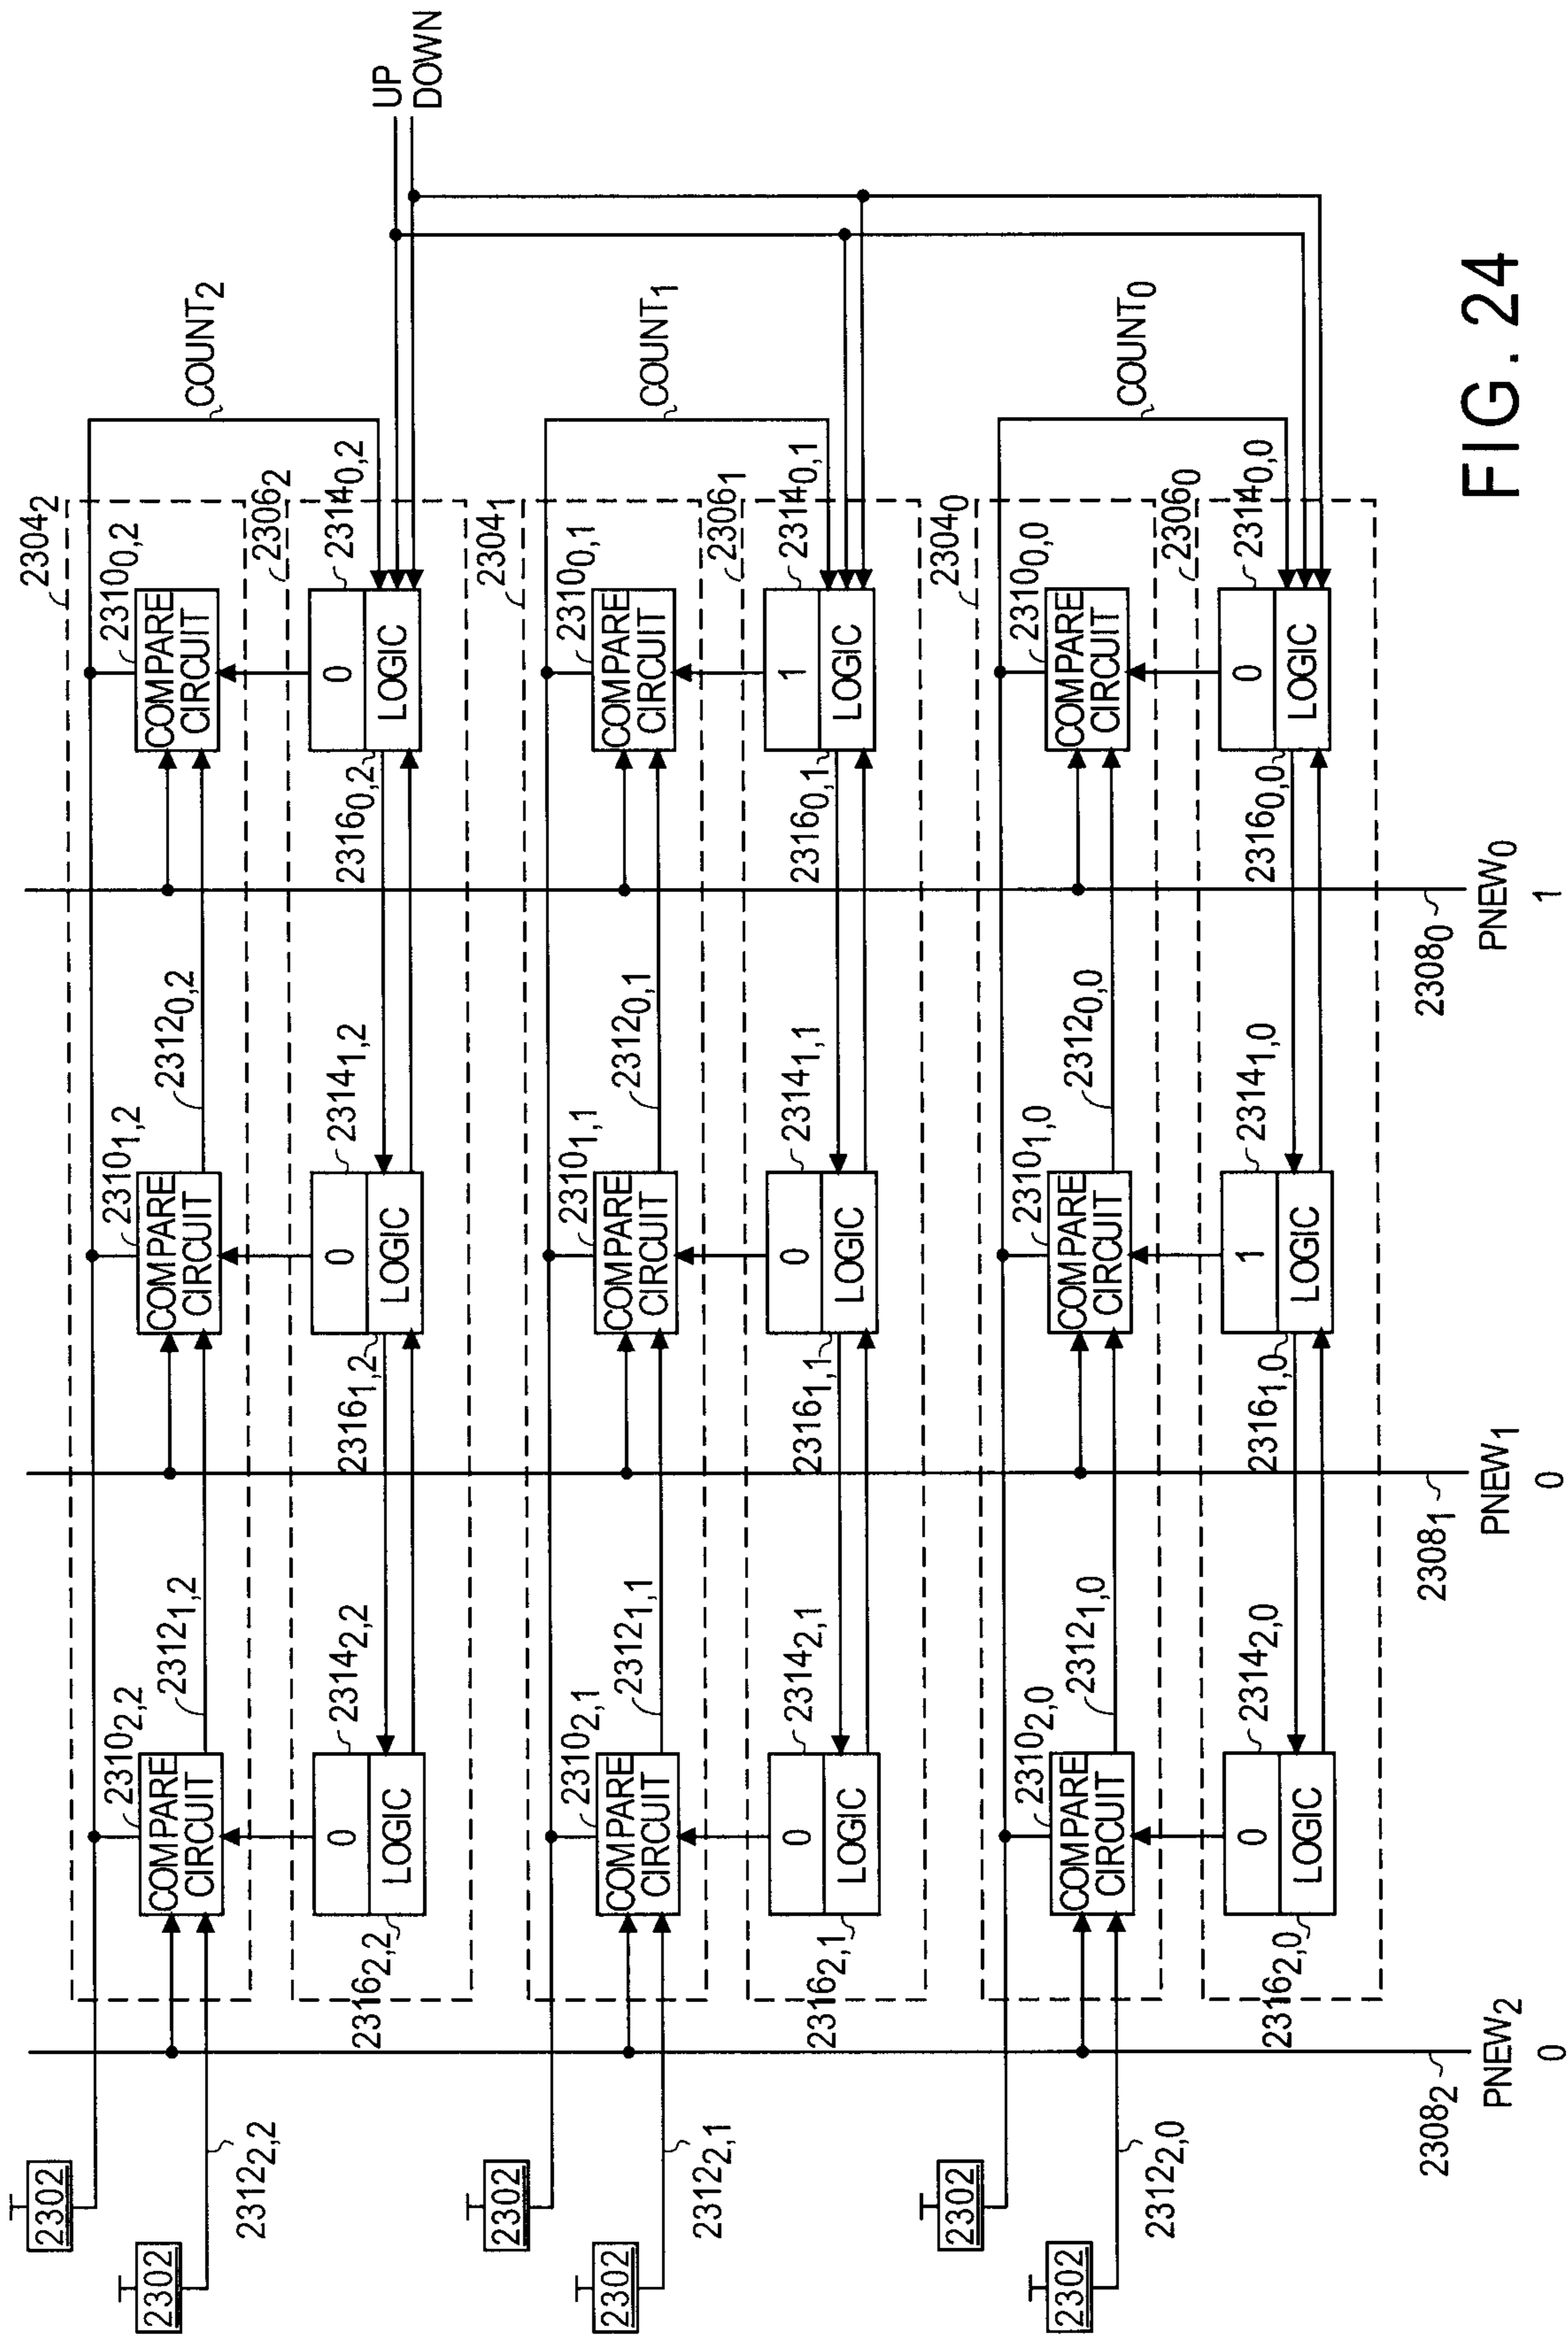 UP
DOWN
2304₂
COUNT₂
2302
2310₂,₂
2310₁,₂
2310₀,₂
COMPARE CIRCUIT
COMPARE CIRCUIT
COMPARE CIRCUIT
2302
2312₂,₂
2312₁,₂
2312₀,₂
2306₂
2314₂,₂
2314₁,₂
2314₀,₂
0
0
0
LOGIC
LOGIC
LOGIC
2316₂,₂
2316₁,₂
2316₀,₂
2304₁
COUNT₁
2302
2310₂,₁
2310₁,₁
2310₀,₁
COMPARE CIRCUIT
COMPARE CIRCUIT
COMPARE CIRCUIT
2302
2312₂,₁
2312₁,₁
2312₀,₁
2306₁
2314₂,₁
2314₁,₁
2314₀,₁
0
0
1
LOGIC
LOGIC
LOGIC
2316₂,₁
2316₁,₁
2316₀,₁
2304₀
COUNT₀
2302
2310₂,₀
2310₁,₀
2310₀,₀
COMPARE CIRCUIT
COMPARE CIRCUIT
COMPARE CIRCUIT
2302
2312₂,₀
2312₁,₀
2312₀,₀
2306₀
2314₂,₀
2314₁,₀
2314₀,₀
0
1
0
LOGIC
LOGIC
LOGIC
2316₂,₀
2316₁,₀
2316₀,₀
2308₂
2308₁
2308₀
PNEW₂
PNEW₁
PNEW₀
0
0
1
FIG. 24